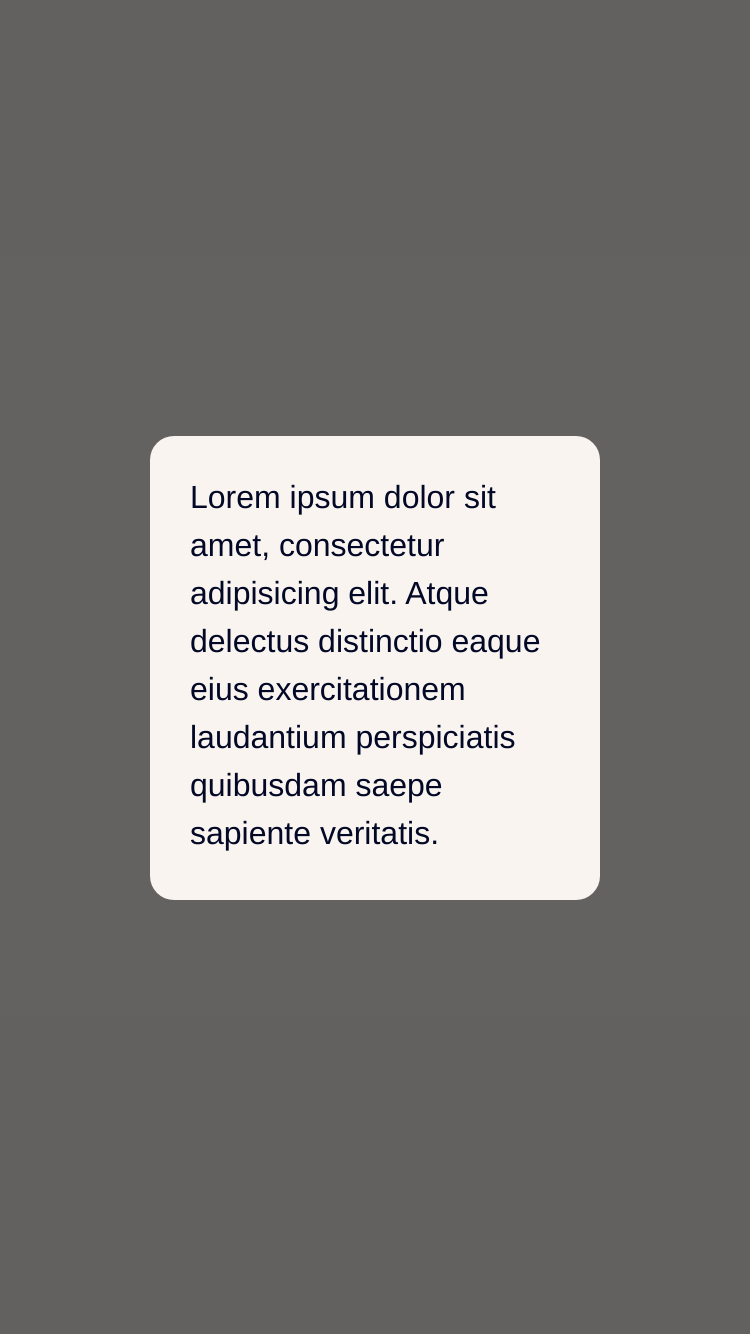 Lorem ipsum dolor sit
amet, consectetur
adipisicing elit. Atque
delectus distinctio eaque
eius exercitationem
laudantium perspiciatis
quibusdam saepe
sapiente veritatis.